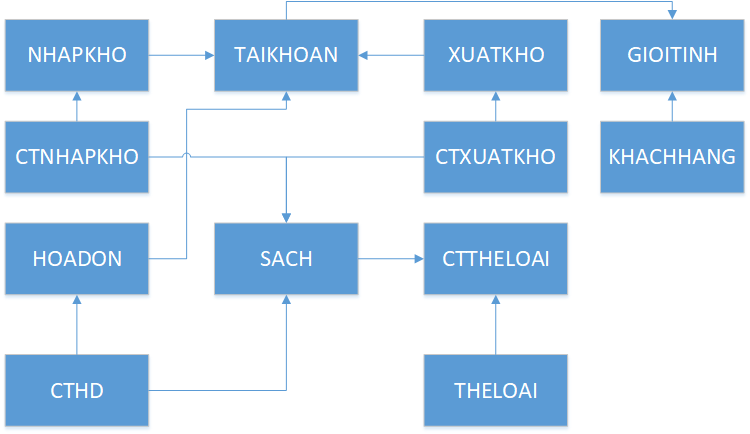 NHAPKHO
TAIKHOAN
XUATKHO
GIOITINH
CTNHAPKHO
CTXUATKHO
KHACHHANG
HOADON
SACH
CTTHELOAI
CTHD
THELOAI